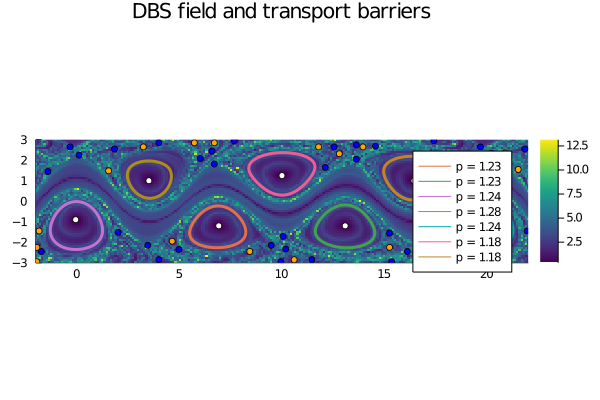 DBS field and transport barriers
3
2
1
0
−1
−2
−3
0
5
10
15
20
p = 1.23
p = 1.23
p = 1.24
p = 1.28
p = 1.24
p = 1.18
p = 1.18
12.5
10.0
7.5
5.0
2.5